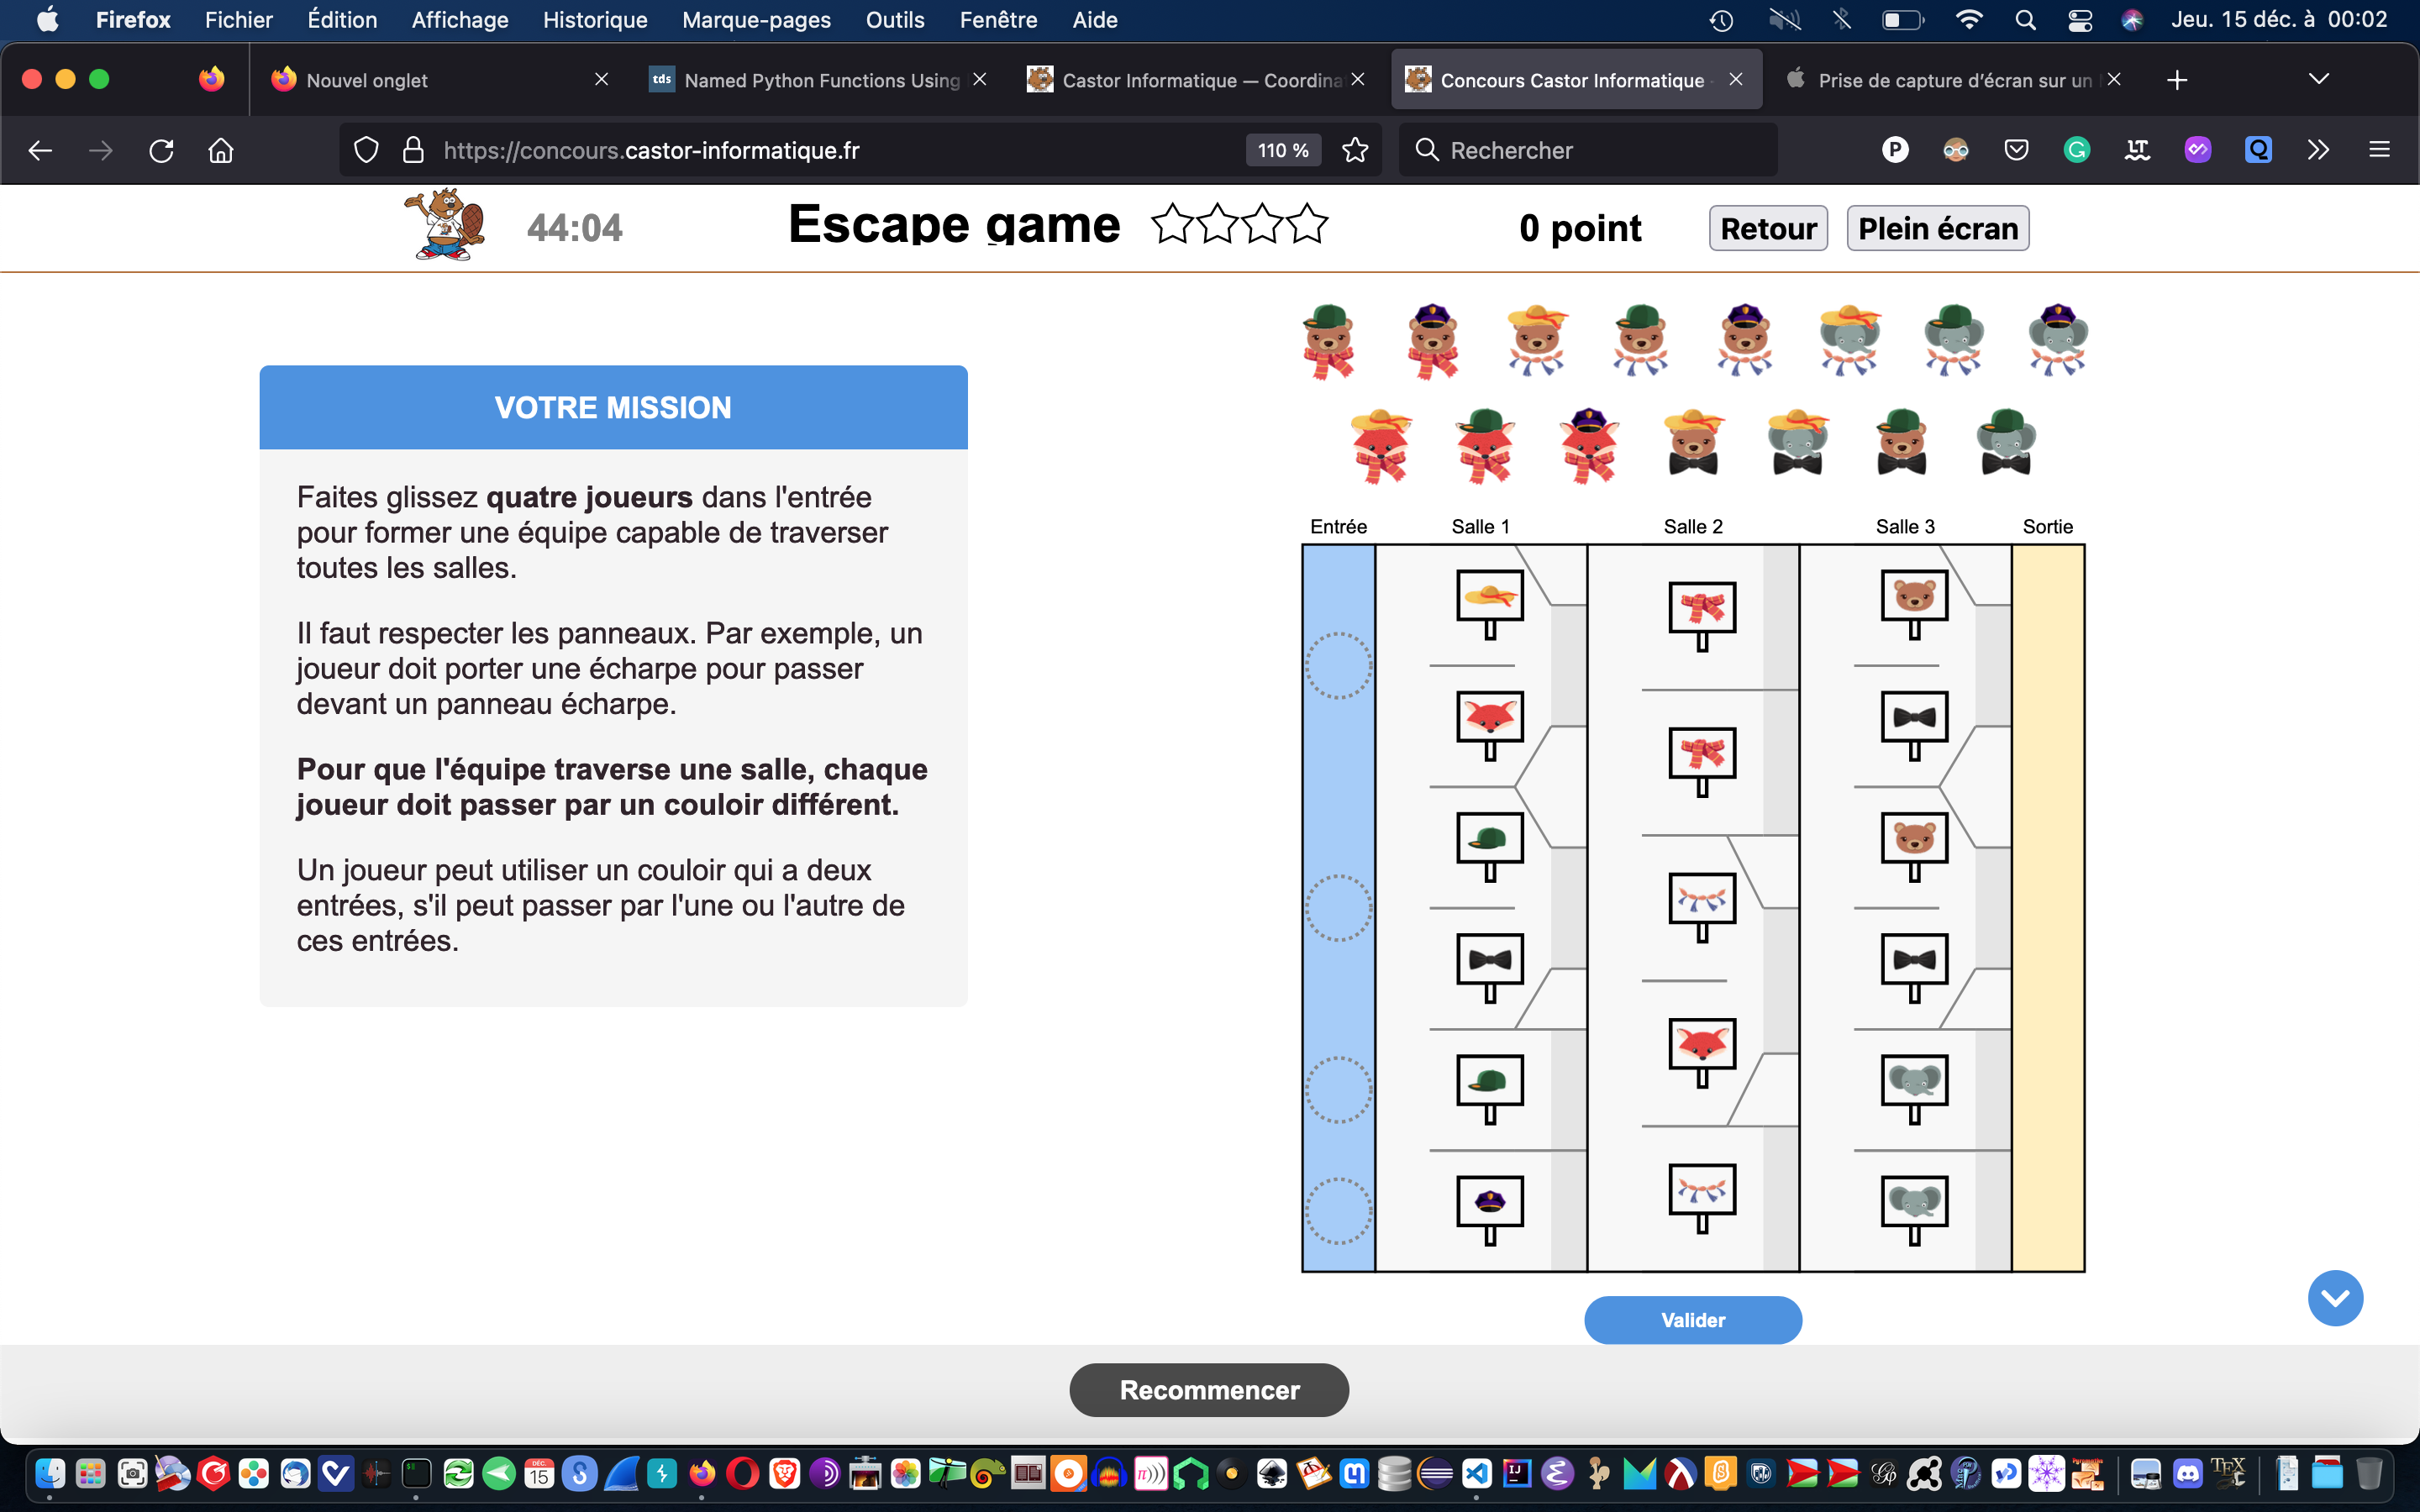 Firefox Fichier Édition Affichage Historique Marque-pages Outils Fenêtre Aide Jeu. 15 déc. à 00:02
Nouvel onglet
tds Named Python Functions Using
Castor Informatique — Coordina
Concours Castor Informatique
Prise de capture d’écran sur un
https://concours.castor-informatique.fr
110 %
Rechercher
44:04
Escape game
0 point
Retour
Plein écran
VOTRE MISSION
Faites glissez quatre joueurs dans l'entrée
pour former une équipe capable de traverser
toutes les salles.
Il faut respecter les panneaux. Par exemple, un
joueur doit porter une écharpe pour passer
devant un panneau écharpe.
Pour que l'équipe traverse une salle, chaque
joueur doit passer par un couloir différent.
Un joueur peut utiliser un couloir qui a deux
entrées, s'il peut passer par l'une ou l'autre de
ces entrées.
Entrée Salle 1 Salle 2 Salle 3 Sortie
Valider
Recommencer